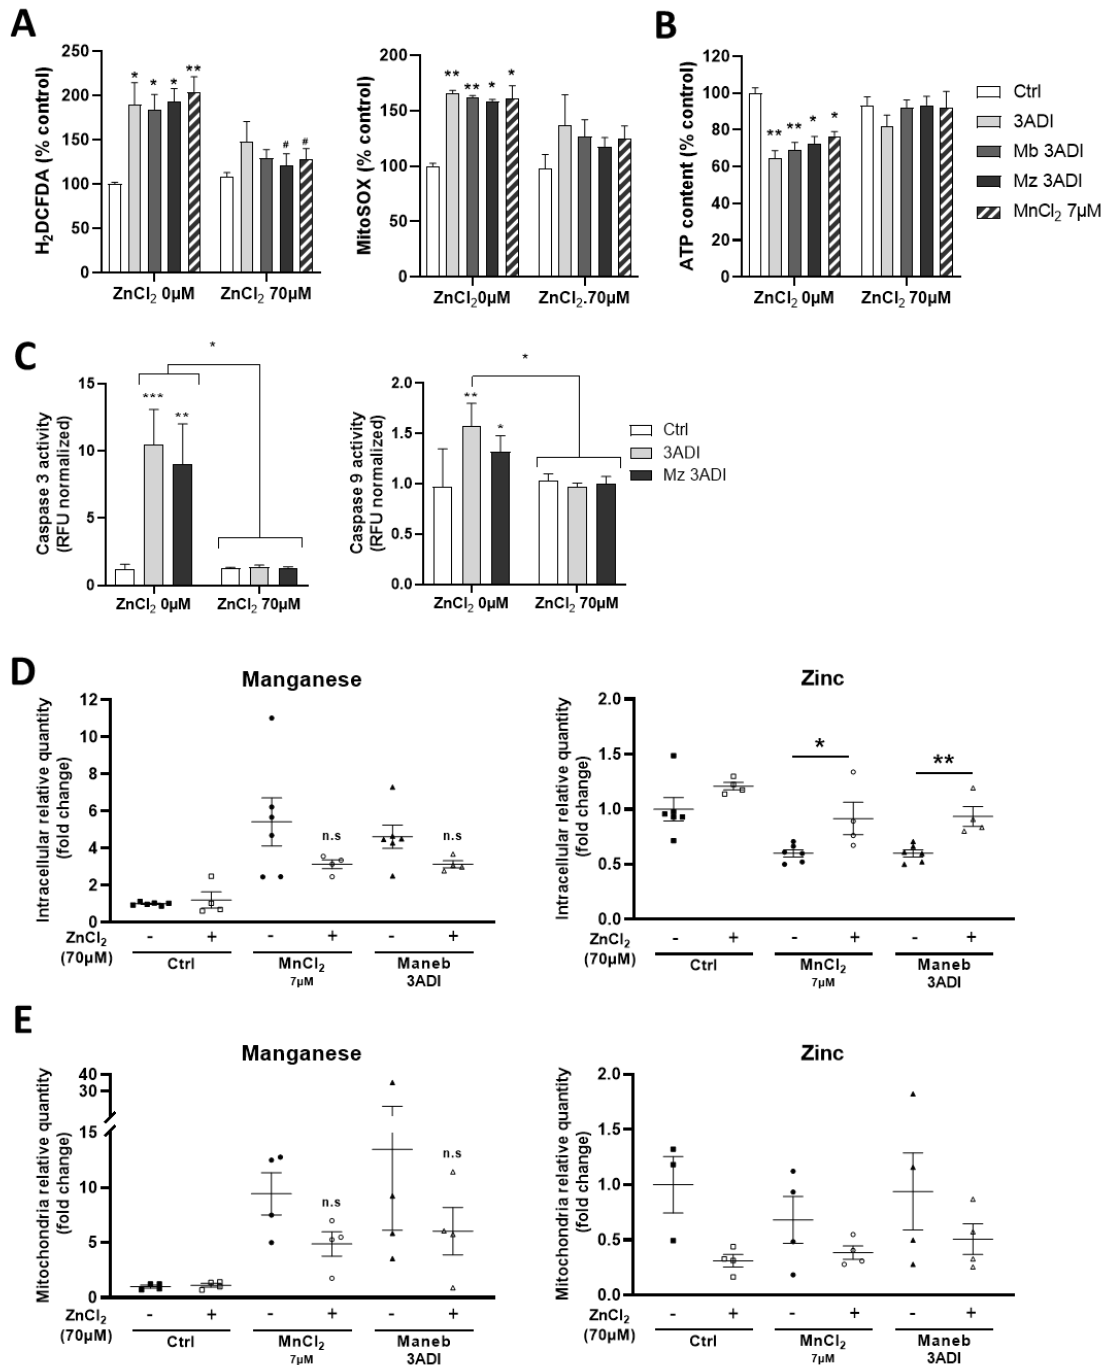 A
H₂DCFDA (% control)
250
200
150
100
50
0
* * * **
# #
ZnCl₂ 0µM ZnCl₂ 70µM
MitoSOX (% control)
200
150
100
50
0
** ** * *
ZnCl₂0µM ZnCl₂.70µM
B
ATP content (% control)
120
100
80
60
40
20
0
** ** * *
ZnCl₂ 0µM ZnCl₂ 70µM
Ctrl
3ADI
Mb 3ADI
Mz 3ADI
MnCl₂ 7µM
C
Caspase 3 activity
(RFU normalized)
15
10
5
0
*
*** **
ZnCl₂ 0µM ZnCl₂ 70µM
Caspase 9 activity
(RFU normalized)
2.0
1.5
1.0
0.5
0.0
*
** *
ZnCl₂ 0µM ZnCl₂ 70µM
Ctrl
3ADI
Mz 3ADI
D
Manganese
Intracellular relative quantity
(fold change)
12
10
8
6
4
2
0
n.s n.s
ZnCl₂ - + - + - +
(70µM)
Ctrl MnCl₂ Maneb
7µM 3ADI
Zinc
Intracellular relative quantity
(fold change)
2.0
1.5
1.0
0.5
0.0
* **
ZnCl₂ - + - + - +
(70µM)
Ctrl MnCl₂ Maneb
7µM 3ADI
E
Manganese
Mitochondria relative quantity
(fold change)
40
30
15
10
5
0
n.s n.s
ZnCl₂ - + - + - +
(70µM)
Ctrl MnCl₂ Maneb
7µM 3ADI
Zinc
Mitochondria relative quantity
(fold change)
2.0
1.5
1.0
0.5
0.0
ZnCl₂ - + - + - +
(70µM)
Ctrl MnCl₂ Maneb
7µM 3ADI